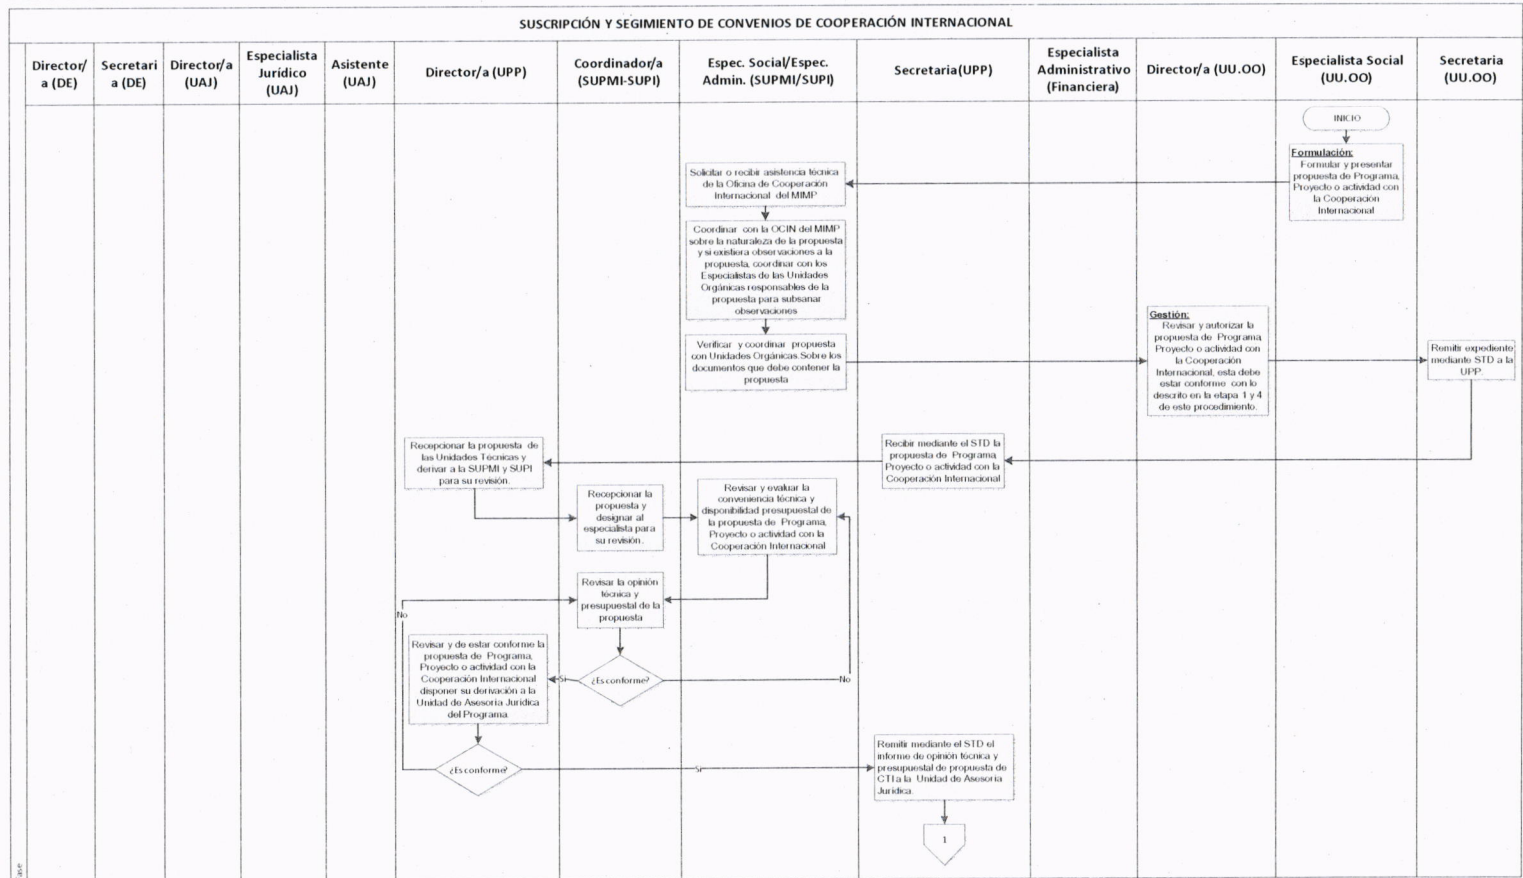 SUSCRIPCIÓN Y SEGIMIENTO DE CONVENIOS DE COOPERACIÓN INTERNACIONAL
Director/
a (DE)
Secretari
a (DE)
Director/a
(UAJ)
Especialista
Jurídico
(UAJ)
Asistente
(UAJ)
Director/a (UPP)
Coordinador/a
(SUPMI-SUPI)
Espec. Social/Espec.
Admin. (SUPMI/SUPI)
Secretaria(UPP)
Especialista
Administrativo
(Financiera)
Director/a (UU.OO)
Especialista Social
(UU.OO)
Secretaria
(UU.OO)
INICIO
Formulación:
Formular y presentar
propuesta de Programa,
Proyecto o actividad con
la Cooperación
Internacional
Solicitar o recibir asistencia técnica
de la Oficina de Cooperación
Internacional del MIMP
Coordinar con la OCIN del MIMP
sobre la naturaleza de la propuesta
y si existiera observaciones a la
propuesta, coordinar con los
Especialistas de las Unidades
Orgánicas responsables de la
propuesta para subsanar
observaciones
Verificar y coordinar propuesta
con Unidades Orgánicas.Sobre los
documentos que debe contener la
propuesta
Gestión:
Revisar y autorizar la
propuesta de Programa,
Proyecto o actividad con
la Cooperación
Internacional, esta debe
estar conforme con lo
descrito en la etapa 1 y 4
de este procedimiento.
Remitir expediente
mediante STD a la
UPP.
Recibir mediante el STD la
propuesta de Programa,
Proyecto o actividad con la
Cooperación Internacional
Recepcionar la propuesta de
las Unidades Técnicas y
derivar a la SUPMI y SUPI
para su revisión.
Recepcionar la
propuesta y
designar al
especialista para
su revisión.
Revisar y evaluar la
conveniencia técnica y
disponibilidad presupuestal de
la propuesta de Programa,
Proyecto o actividad con la
Cooperación Internacional
Revisar la opinión
técnica y
presupuestal de la
propuesta
No
¿Es conforme?
Si
No
Revisar y de estar conforme la
propuesta de Programa,
Proyecto o actividad con la
Cooperación Internacional
disponer su derivación a la
Unidad de Asesoría Jurídica
del Programa
¿Es conforme?
Si
Remitir mediante el STD el
informe de opinión técnica y
presupuestal de propuesta de
CTI a la Unidad de Asesoría
Jurídica.
1
ase